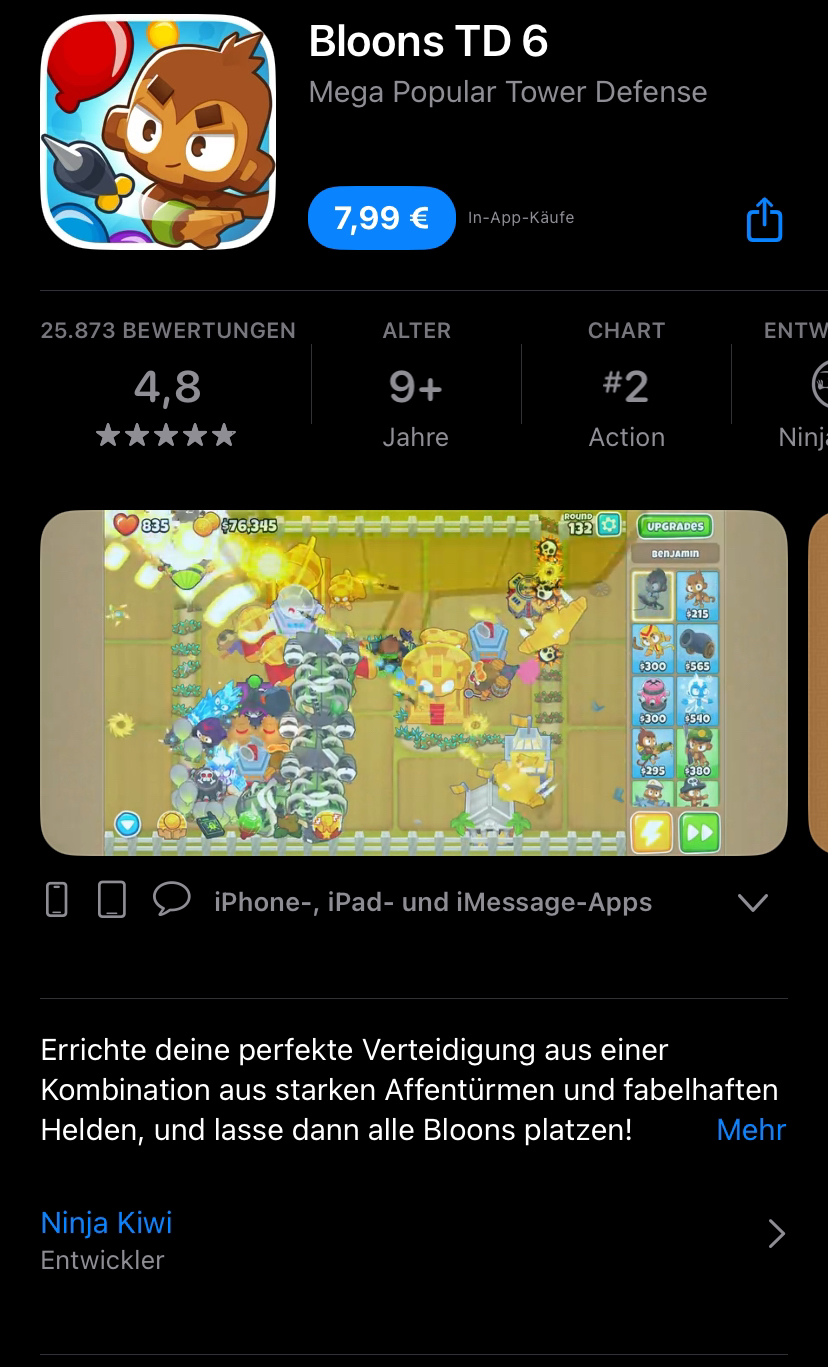 Bloons TD 6
Mega Popular Tower Defense
7,99 €
In-App-Käufe
25.873 BEWERTUNGEN
4,8
ALTER
9+
Jahre
CHART
#2
Action
ENTW
Ninja
835
$76,345
ROUND
132
UPGRADES
BENJAMIN
$215
$300
$565
$300
$540
$295
$380
iPhone-, iPad- und iMessage-Apps
Errichte deine perfekte Verteidigung aus einer
Kombination aus starken Affentürmen und fabelhaften
Helden, und lasse dann alle Bloons platzen!
Mehr
Ninja Kiwi
Entwickler